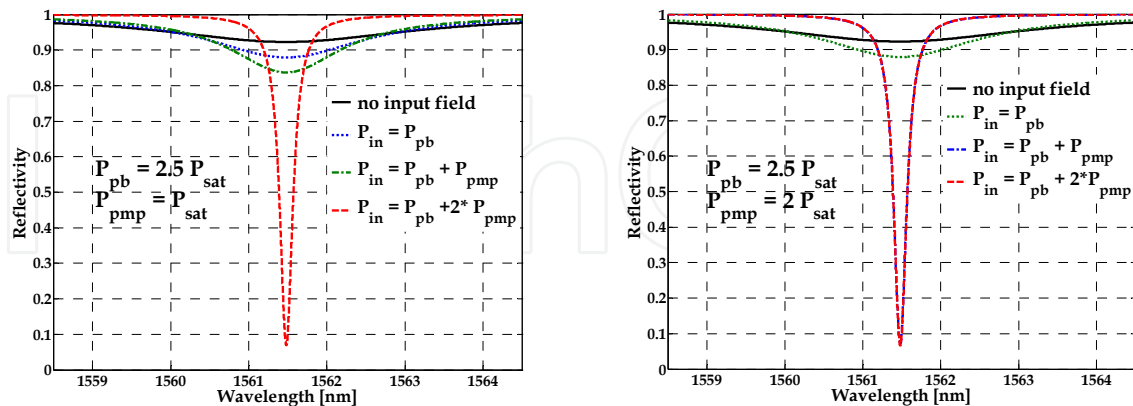 1
0.9
0.8
0.7
0.6
0.5
0.4
0.3
0.2
0.1
0
Reflectivity
no input field
P_in = P_pb
P_in = P_pb + P_pmp
P_in = P_pb +2* P_pmp
P_pb = 2.5 P_sat
P_pmp = P_sat
1559 1560 1561 1562 1563 1564
Wavelength [nm]
1
0.9
0.8
0.7
0.6
0.5
0.4
0.3
0.2
0.1
0
Reflectivity
no input field
P_in= P_pb
P_in = P_pb + P_pmp
P_in = P_pb + 2*P_pmp
P_pb = 2.5 P_sat
P_pmp = 2 P_sat
1559 1560 1561 1562 1563 1564
Wavelength [nm]